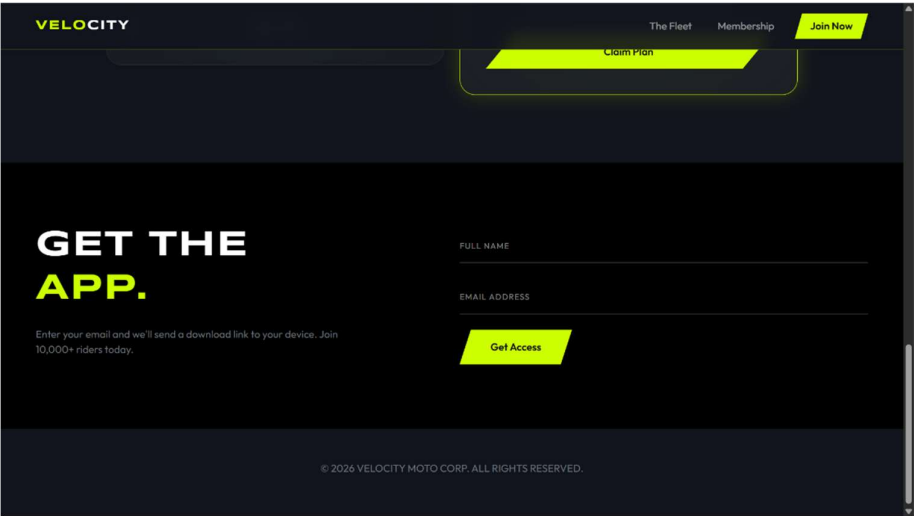 VELOCITY
The Fleet
Membership
Join Now
Claim Plan
GET THE
APP.
Enter your email and we'll send a download link to your device. Join
10,000+ riders today.
FULL NAME
EMAIL ADDRESS
Get Access
© 2026 VELOCITY MOTO CORP. ALL RIGHTS RESERVED.